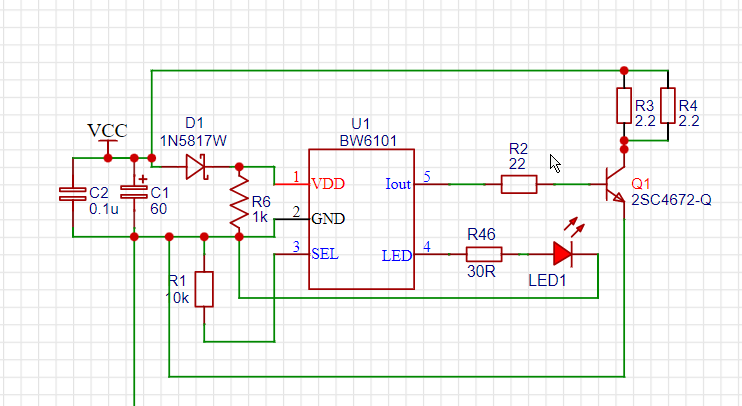 VCC
D1
1N5817W
C2
0.1u
+
C1
60
R6
1k
R1
10k
U1
BW6101
1
VDD
2
GND
3
SEL
Iout
5
LED
4
R2
22
R46
30R
LED1
R3
2.2
R4
2.2
Q1
2SC4672-Q